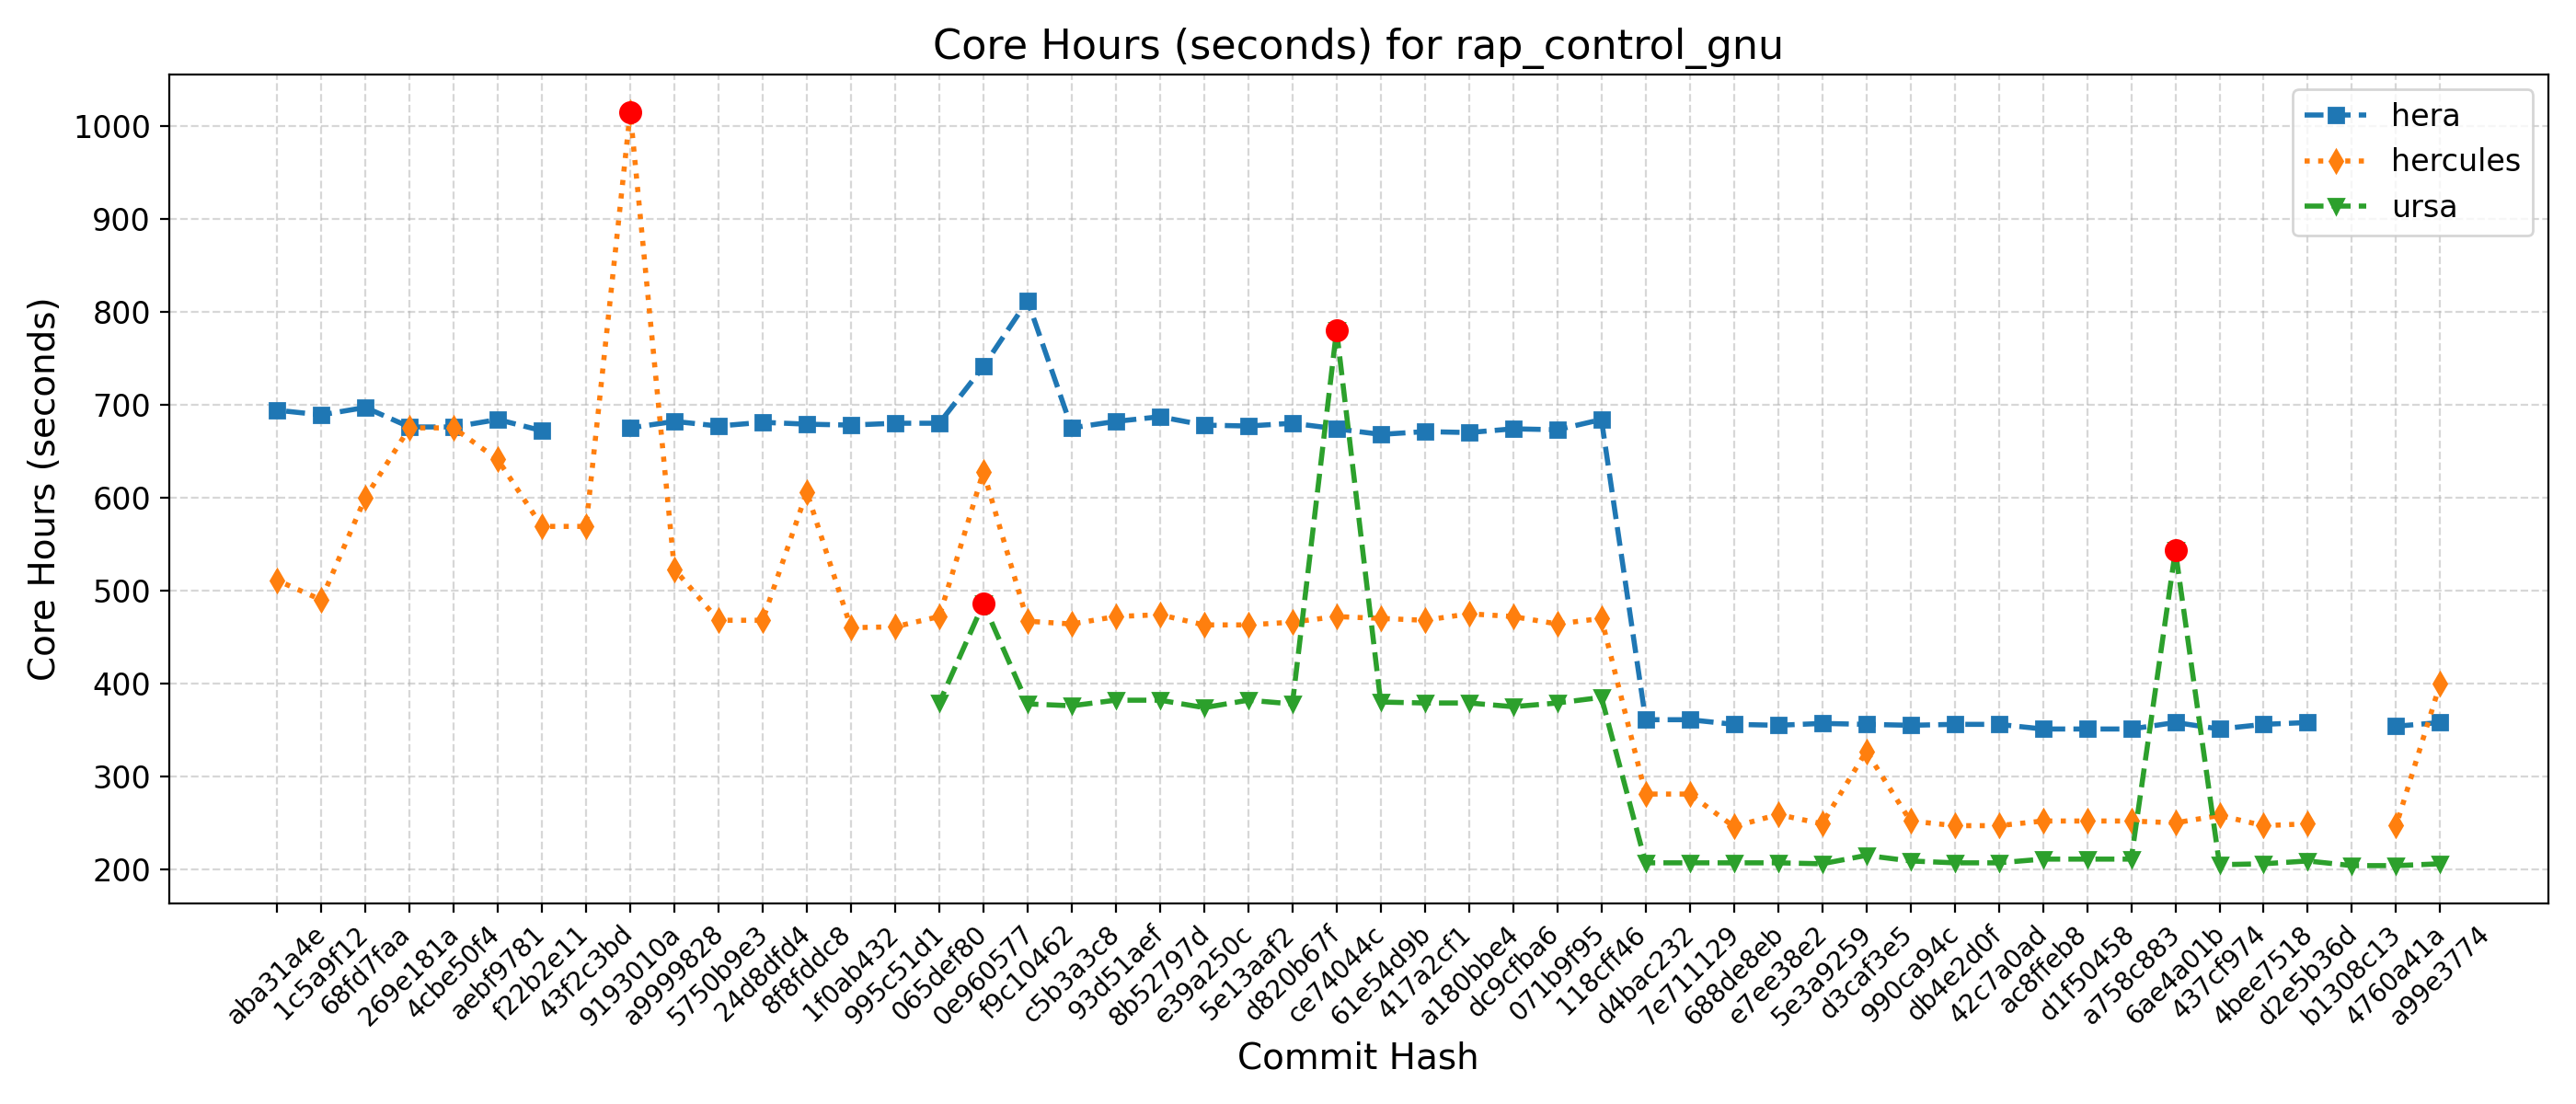 Core Hours (seconds) for rap_control_gnu
Core Hours (seconds)
1000
900
800
700
600
500
400
300
200
hera
hercules
ursa
aba31a4e
1c5a9f12
68fd7faa
269e181a
4cbe50f4
aebf9781
f22b2e11
43f2c3bd
9193010a
a9999828
5750b9e3
24d8dfd4
8f8fddc8
1f0ab432
995c51d1
065def80
0e960577
f9c10462
c5b3a3c8
93d51aef
8b52797d
e39a250c
5e13aaf2
d820b67f
ce74044c
61e54d9b
417a2cf1
a180bbe4
dc9cfba6
071b9f95
118cff46
d4bac232
7e711129
688de8eb
e7ee38e2
5e3a9259
d3caf3e5
990ca94c
db4e2d0f
42c7a0ad
ac8ffeb8
d1f50458
a758c883
6ae4a01b
437cf974
4bee7518
d2e5b36d
b1308c13
4760a41a
a99e3774
Commit Hash